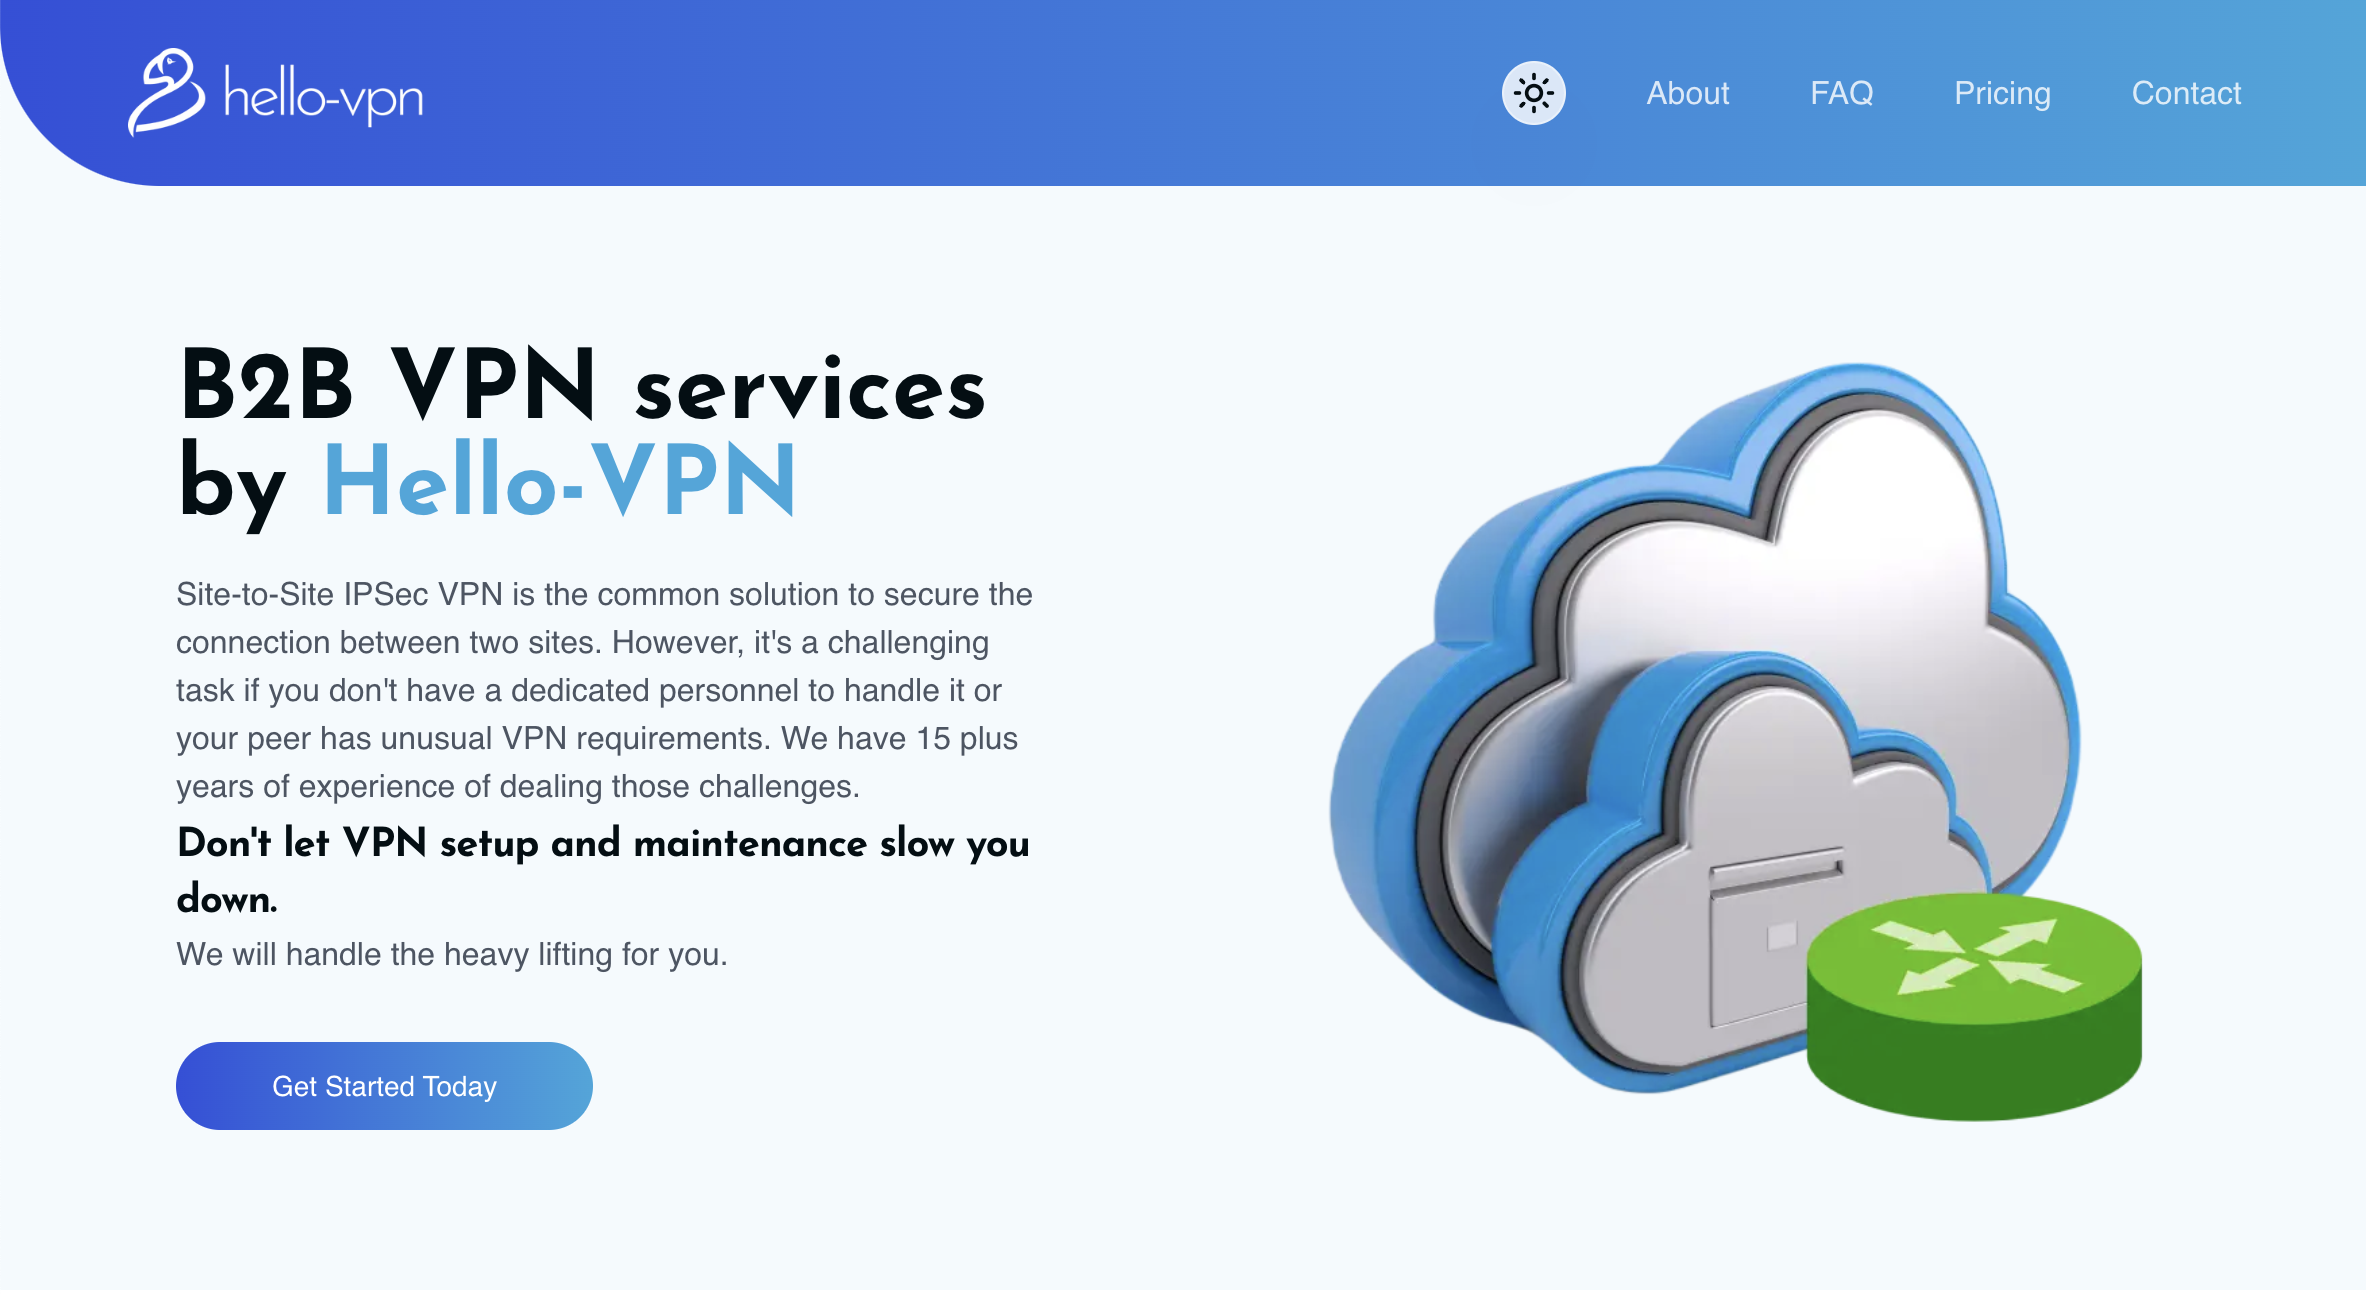 hello-vpn
About
FAQ
Pricing
Contact
B2B VPN services
by Hello-VPN
Site-to-Site IPSec VPN is the common solution to secure the
connection between two sites. However, it's a challenging
task if you don't have a dedicated personnel to handle it or
your peer has unusual VPN requirements. We have 15 plus
years of experience of dealing those challenges.
Don't let VPN setup and maintenance slow you
down.
We will handle the heavy lifting for you.
Get Started Today